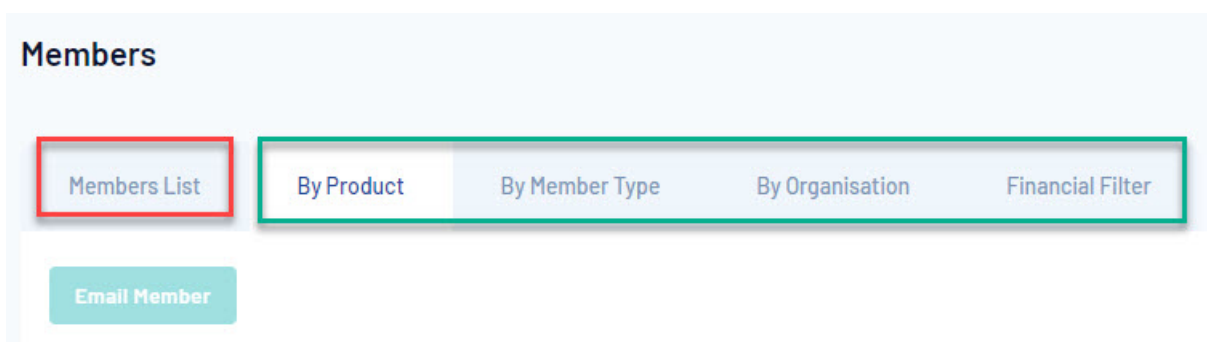 Members
Members List By Product By Member Type By Organisation Financial Filter
Email Member